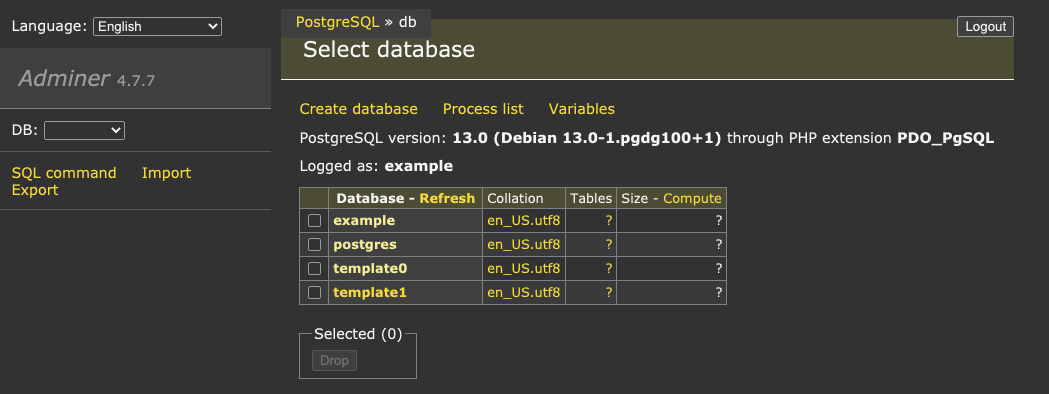 Language: English
Adminer 4.7.7
DB:
SQL command Import
Export
PostgreSQL » db
Logout
Select database
Create database Process list Variables
PostgreSQL version: 13.0 (Debian 13.0-1.pgdg100+1) through PHP extension PDO_PgSQL
Logged as: example
Database - Refresh Collation Tables Size - Compute
example en_US.utf8 ? ?
postgres en_US.utf8 ? ?
template0 en_US.utf8 ? ?
template1 en_US.utf8 ? ?
Selected (0)
Drop